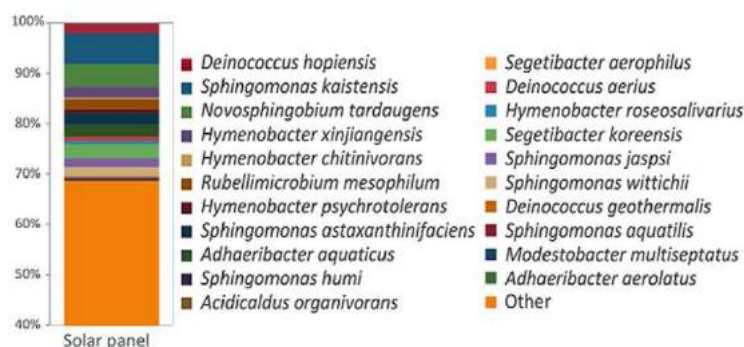 100%
90%
80%
70%
60%
50%
40%
Solar panel
Deinococcus hopiensis
Sphingomonas kaistensis
Novosphingobium tardaugens
Hymenobacter xinjiangensis
Hymenobacter chitinivorans
Rubellimicrobium mesophilum
Hymenobacter psychrotolerans
Sphingomonas astaxanthinifaciens
Adhaeribacter aquaticus
Sphingomonas humi
Acidicaldus organivorans
Segetibacter aerophilus
Deinococcus aerius
Hymenobacter roseosalivarius
Segetibacter koreensis
Sphingomonas jaspsi
Sphingomonas wittichii
Deinococcus geothermalis
Sphingomonas aquatilis
Modestobacter multiseptatus
Adhaeribacter aerolatus
Other